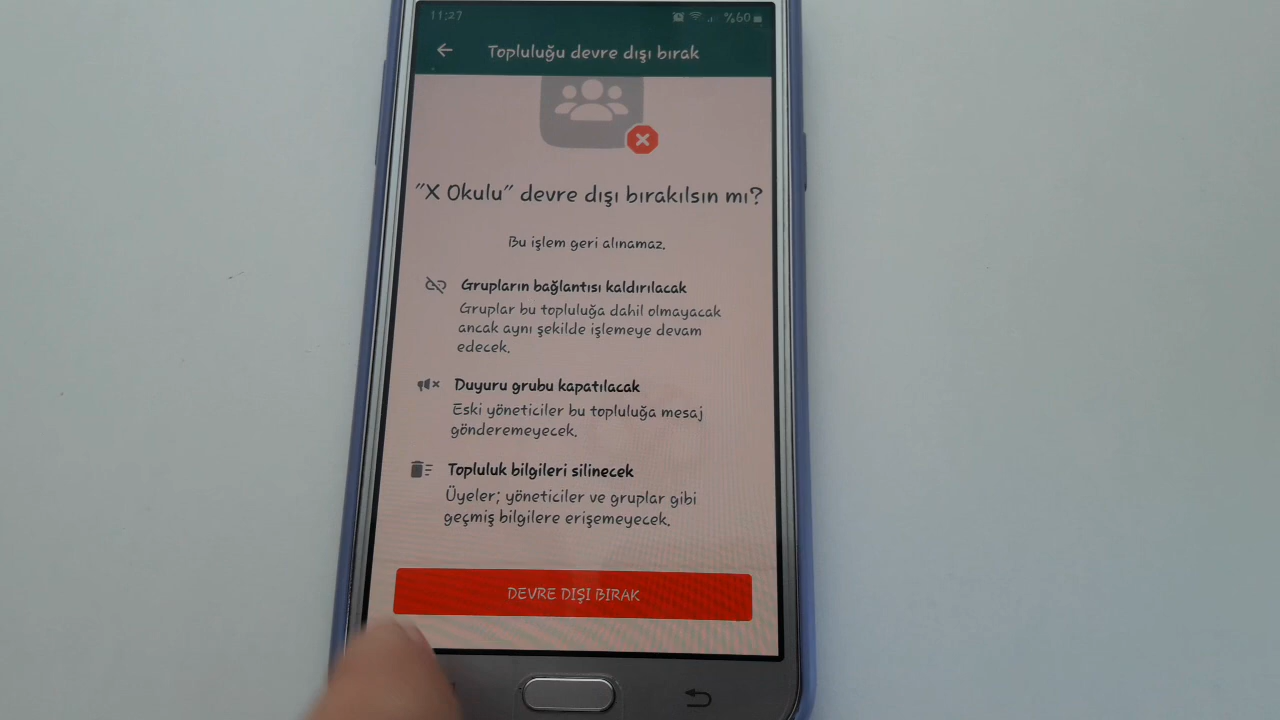 11:27 %60
Topluluğu devre dışı bırak
"X Okulu" devre dışı bırakılsın mı?
Bu işlem geri alınamaz.
Grupların bağlantısı kaldırılacak
Gruplar bu topluluğa dahil olmayacak
ancak aynı şekilde işlemeye devam
edecek.
Duyuru grubu kapatılacak
Eski yöneticiler bu topluluğa mesaj
gönderemeyecek.
Topluluk bilgileri silinecek
Üyeler; yöneticiler ve gruplar gibi
geçmiş bilgilere erişemeyecek.
DEVRE DIŞI BIRAK